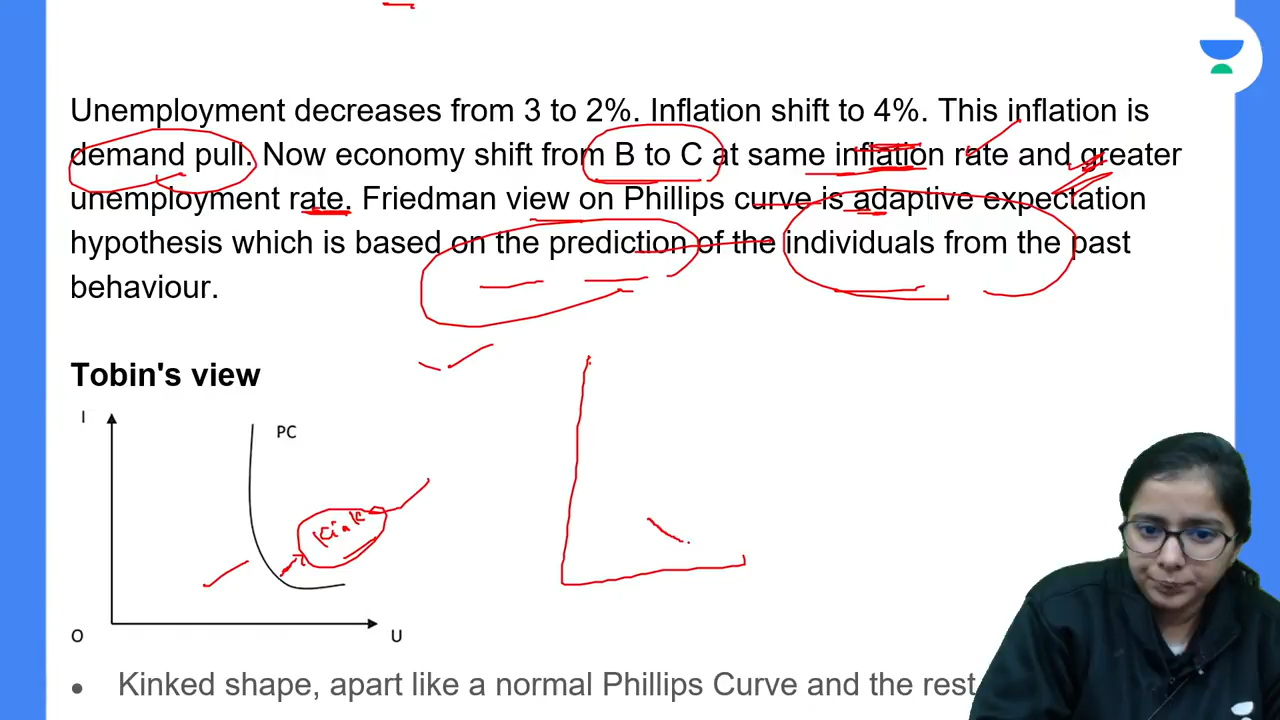 Unemployment decreases from 3 to 2%. Inflation shift to 4%. This inflation is
demand pull. Now economy shift from B to C at same inflation rate and greater
unemployment rate. Friedman view on Phillips curve is adaptive expectation
hypothesis which is based on the prediction of the individuals from the past
behaviour.
Tobin's view
I
PC
Kink
O
U
• Kinked shape, apart like a normal Phillips Curve and the rest